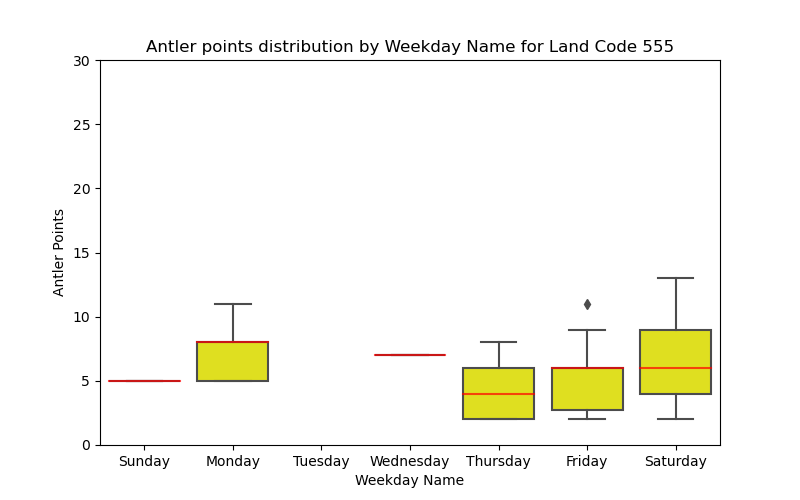 Antler points distribution by Weekday Name for Land Code 555
30
25
20
15
10
5
0
Antler Points
Sunday Monday Tuesday Wednesday Thursday Friday Saturday
Weekday Name